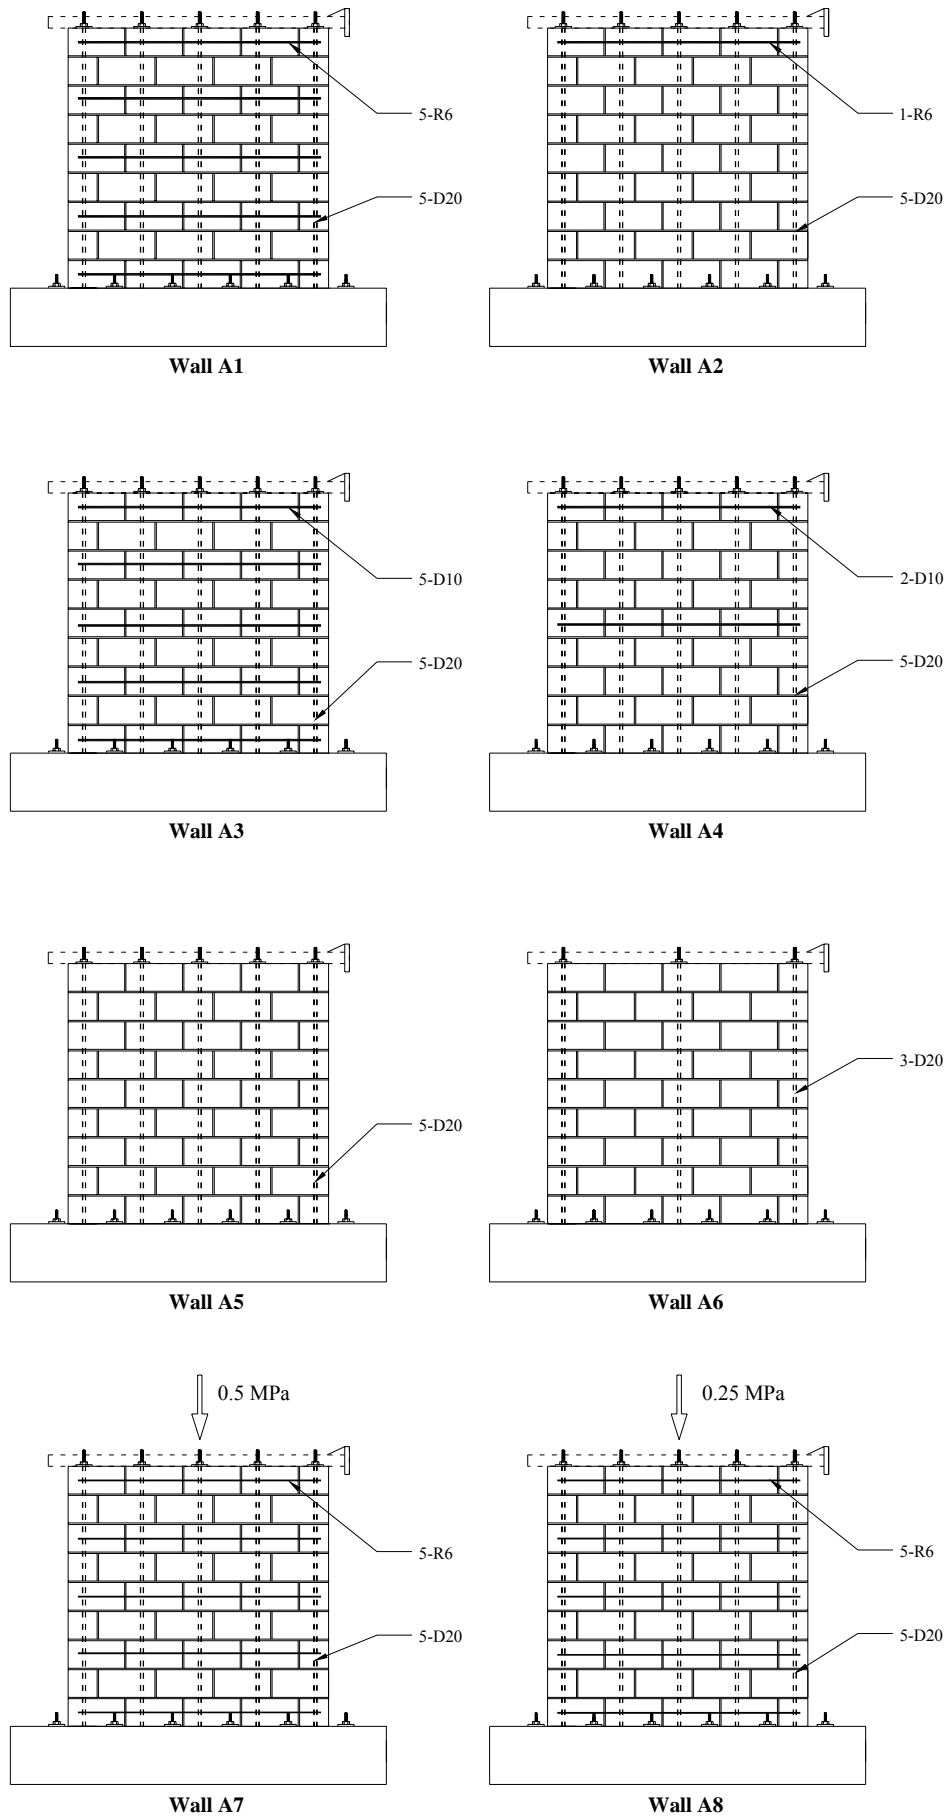 5-R6
5-D20
Wall A1
1-R6
5-D20
Wall A2
5-D10
5-D20
Wall A3
2-D10
5-D20
Wall A4
5-D20
Wall A5
3-D20
Wall A6
0.5 MPa
5-R6
5-D20
Wall A7
0.25 MPa
5-R6
5-D20
Wall A8